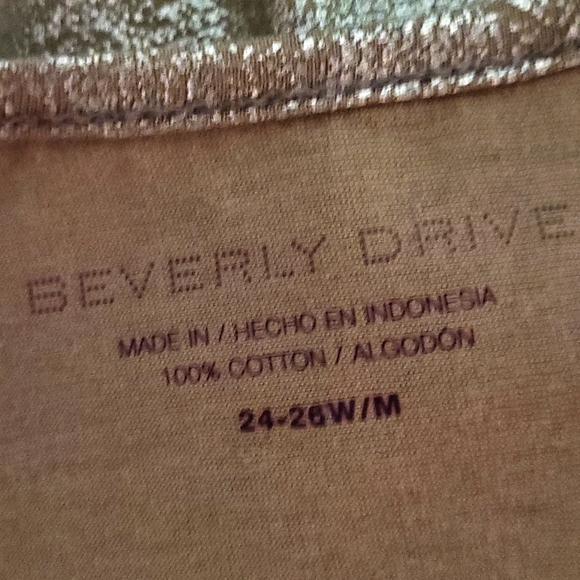 BEVERLY DRIVE
MADE IN / HECHO EN INDONESIA
100% COTTON / ALGODÓN
24-26W/M